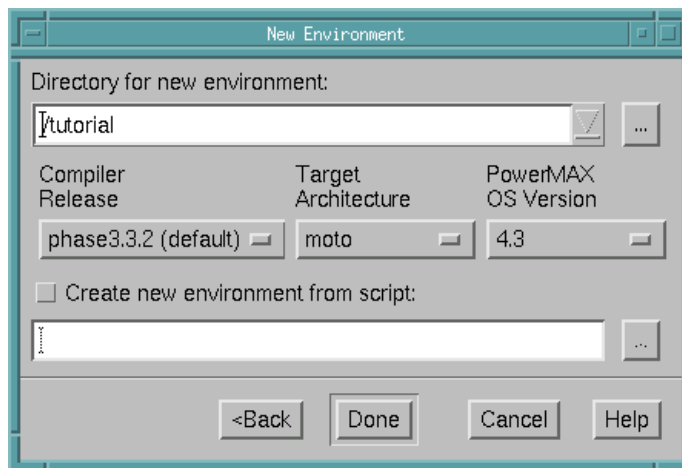 New Environment
Directory for new environment:
/tutorial
...
Compiler Release
Target Architecture
PowerMAX OS Version
phase3.3.2 (default)
moto
4.3
Create new environment from script:
...
<Back
Done
Cancel
Help